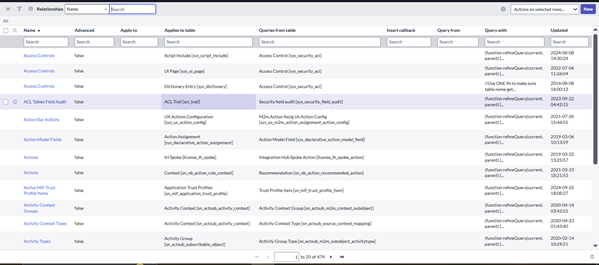 Relationships Name Search Actions on selected rows... New
All
Name Advanced Apply to Applies to table Queries from table Insert callback Query from Query with Updated
Search Search Search Search Search Search Search Search Search
Access Controls false Script Include [sys_script_include] Access Control [sys_security_acl] (function refineQuery(current, parent) {... 2024-08-08 14:30:24
Access Controls false UI Page [sys_ui_page] Access Control [sys_security_acl] (function refineQuery(current, parent) {... 2022-07-06 11:26:04
Access Controls false Dictionary Entry [sys_dictionary] Access Control [sys_security_acl] //Use ONE IN to make sure table name get... 2014-08-08 14:00:13
ACL Tables Field Audit false ACL Trail [acl_trail] Security field audit [sys_security_field_audit] (function refineQuery(current, parent) {... 2023-09-22 04:42:15
Action Bar Actions false UX Actions Configuration [sys_ux_action_config] M2m Action Assig Ux Action Config [sys_ux_m2m_action_assignment_action_config] (function refineQuery(current, parent) {... 2021-07-26 11:46:55
Action Model Fields false Action Assignment [sys_declarative_action_assignment] Action Model Field [sys_declarative_action_model_field] (function refineQuery(current, parent) {... 2019-03-06 10:13:59
Actions false IH Spoke [license_ih_spoke] Integration Hub Spoke Action [license_ih_spoke_action] (function refineQuery(current, parent) {... 2019-03-22 13:25:57
Actions false Context [sn_nb_action_rule_context] Recommendation [sn_nb_action_recommended_action] (function refineQuery(current, parent) {... 2021-03-23 18:21:53
Active MIF Trust Profile Items false Application Trust Profiles [sn_mif_application_trust_profile] Trust Profile Item [sn_mif_trust_profile_item] (function refineQuery(current, parent) {... 2024-09-25 18:08:27
Activity Context Groups false Activity Context [sn_actsub_activity_context] Activity Context Group [sn_actsub_m2m_context_subobject] (function refineQuery(current, parent) {... 2020-04-14 03:42:55
Activity Context Types false Activity Context [sn_actsub_activity_context] Activity Context Type [sn_actsub_source_context_mapping] (function refineQuery(current, parent) {... 2020-04-23 01:43:40
Activity Types false Activity Group [sn_actsub_subscribable_object] Activity Group Type [sn_actsub_m2m_subobject_activitytype] (function refineQuery(current, parent) {... 2020-02-14 10:29:21
1 to 20 of 474